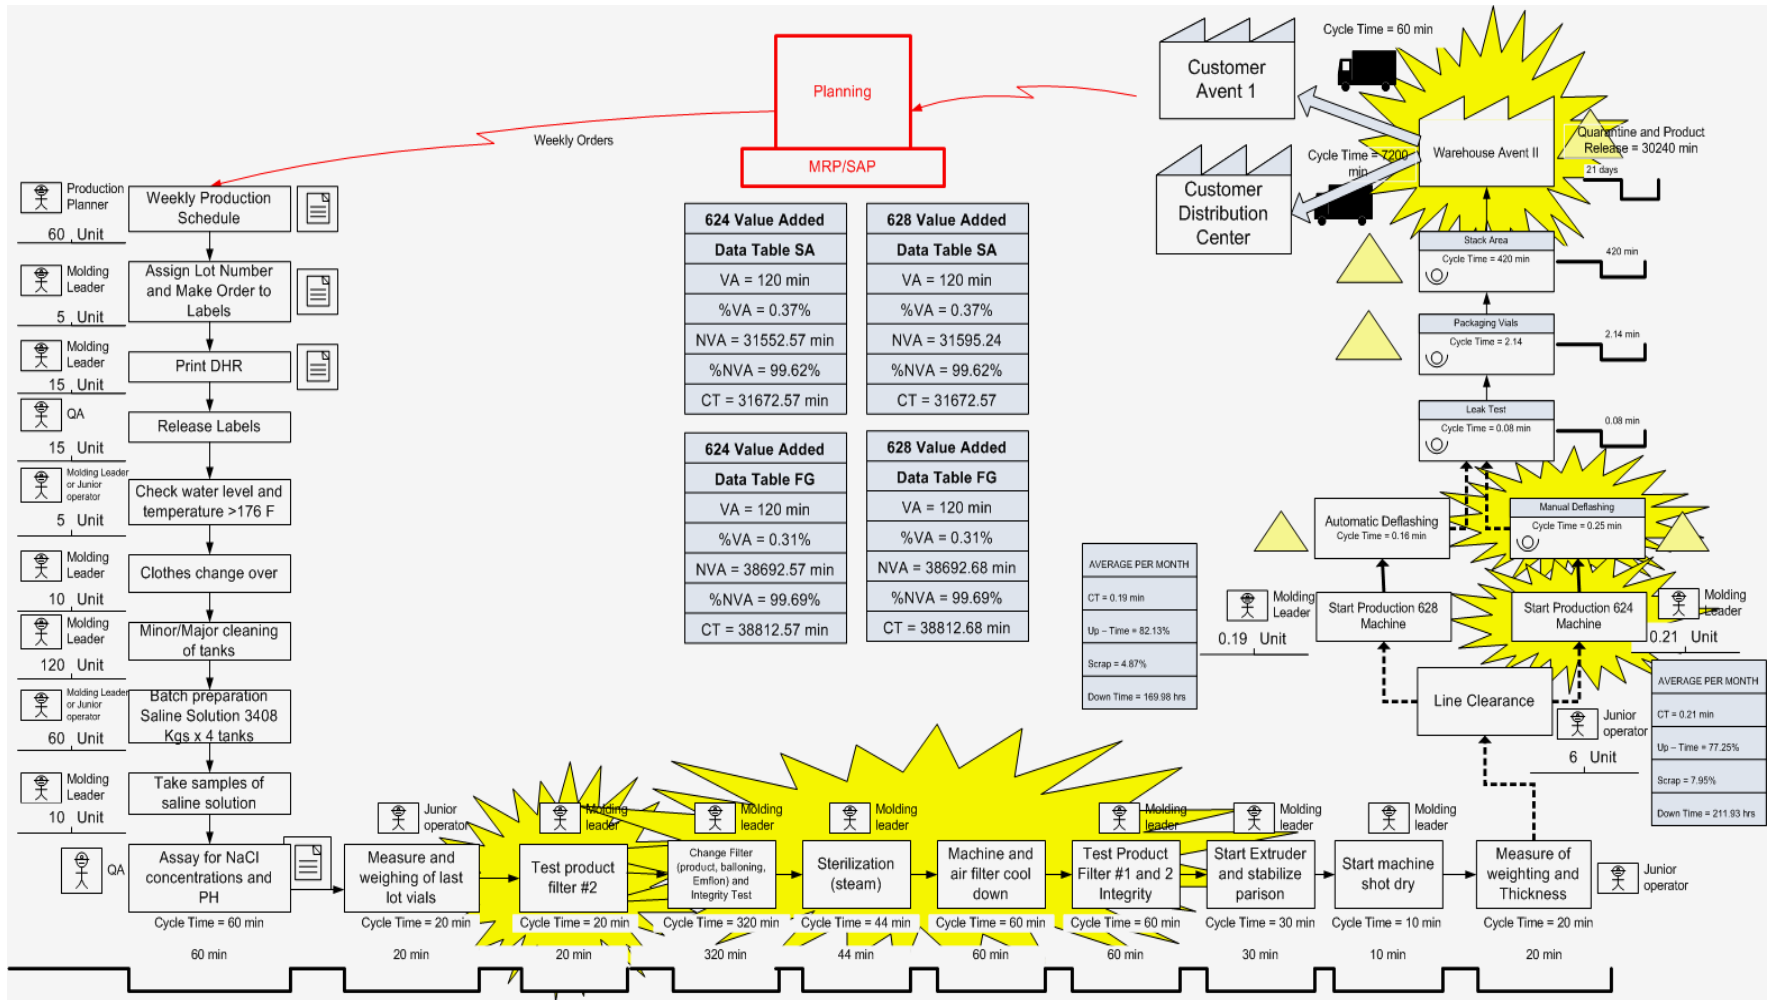 Planning
MRP/SAP
Weekly Orders
Customer
Avent 1
Cycle Time = 60 min
Customer
Distribution
Center
Cycle Time = 7200
min
Warehouse Avent II
Quarantine and Product
Release = 30240 min
21 days
Production
Planner
60 Unit
Weekly Production
Schedule
Molding
Leader
5 Unit
Assign Lot Number
and Make Order to
Labels
Molding
Leader
15 Unit
Print DHR
QA
15 Unit
Release Labels
Molding Leader
or Junior
operator
5 Unit
Check water level and
temperature >176 F
Molding
Leader
10 Unit
Clothes change over
Molding
Leader
120 Unit
Minor/Major cleaning
of tanks
Molding Leader
or Junior
operator
60 Unit
Batch preparation
Saline Solution 3408
Kgs x 4 tanks
Molding
Leader
10 Unit
Take samples of
saline solution
QA
Assay for NaCl
concentrations and
PH
Cycle Time = 60 min
60 min
624 Value Added
Data Table SA
VA = 120 min
%VA = 0.37%
NVA = 31552.57 min
%NVA = 99.62%
CT = 31672.57 min
628 Value Added
Data Table SA
VA = 120 min
%VA = 0.37%
NVA = 31595.24
%NVA = 99.62%
CT = 31672.57
624 Value Added
Data Table FG
VA = 120 min
%VA = 0.31%
NVA = 38692.57 min
%NVA = 99.69%
CT = 38812.57 min
628 Value Added
Data Table FG
VA = 120 min
%VA = 0.31%
NVA = 38692.68 min
%NVA = 99.69%
CT = 38812.68 min
Junior
operator
Measure and
weighing of last
lot vials
Cycle Time = 20 min
20 min
Molding
leader
Test product
filter #2
Cycle Time = 20 min
20 min
Molding
leader
Change Filter
(product, balloning,
Emflon) and
Integrity Test
Cycle Time = 320 min
320 min
Molding
leader
Sterilization
(steam)
Cycle Time = 44 min
44 min
Machine and
air filter cool
down
Cycle Time = 60 min
60 min
Molding
leader
Test Product
Filter #1 and 2
Integrity
Cycle Time = 60 min
60 min
Molding
leader
Start Extruder
and stabilize
parison
Cycle Time = 30 min
30 min
Molding
leader
Start machine
shot dry
Cycle Time = 10 min
10 min
Measure of
weighting and
Thickness
Cycle Time = 20 min
20 min
Junior
operator
Line Clearance
Junior
operator
6 Unit
Start Production 628
Machine
Molding
Leader
0.19 Unit
Start Production 624
Machine
Molding
Leader
0.21 Unit
AVERAGE PER MONTH
CT = 0.19 min
Up – Time = 82.13%
Scrap = 4.87%
Down Time = 169.98 hrs
AVERAGE PER MONTH
CT = 0.21 min
Up – Time = 77.25%
Scrap = 7.95%
Down Time = 211.93 hrs
Automatic Deflashing
Cycle Time = 0.16 min
Manual Deflashing
Cycle Time = 0.25 min
Leak Test
Cycle Time = 0.08 min
0.08 min
Packaging Vials
Cycle Time = 2.14
2.14 min
Stack Area
Cycle Time = 420 min
420 min